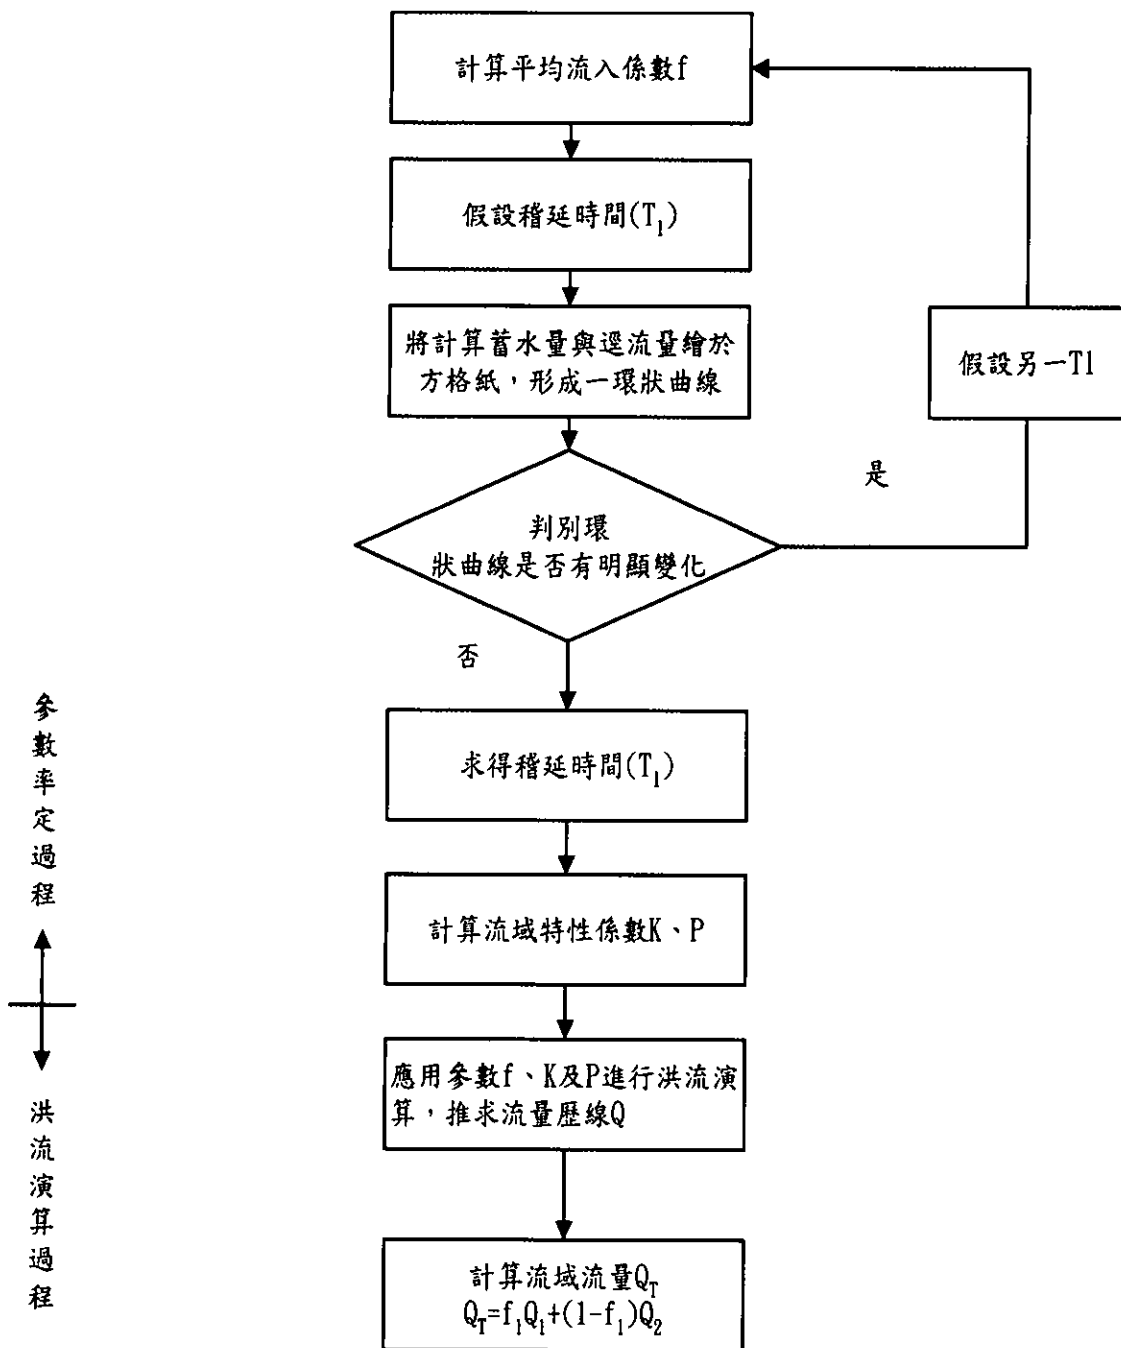 計算平均流入係數f
假設稽延時間(T₁)
將計算蓄水量與逕流量繪於
方格紙，形成一環狀曲線
假設另一T1
是
判別環
狀曲線是否有明顯變化
否
求得稽延時間(T₁)
計算流域特性係數K、P
應用參數f、K及P進行洪流演
算，推求流量歷線Q
計算流域流量Q_T
Q_T=f₁Q₁+(1-f₁)Q₂
參數率定過程
洪流演算過程